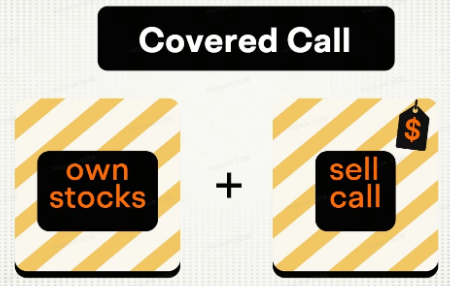 Covered Call
own
stocks
+
sell
call
$